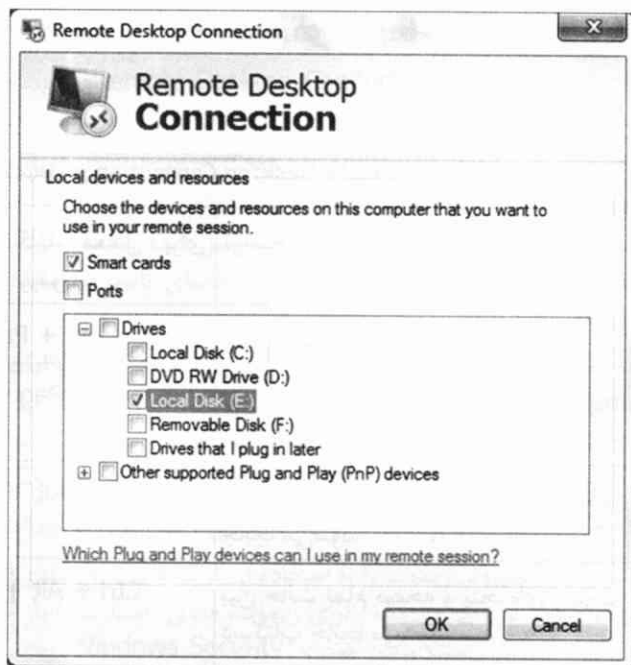 Remote Desktop Connection
Remote Desktop
Connection
Local devices and resources
Choose the devices and resources on this computer that you want to
use in your remote session.
Smart cards
Ports
Drives
Local Disk (C:)
DVD RW Drive (D:)
Local Disk (E:)
Removable Disk (F:)
Drives that I plug in later
Other supported Plug and Play (PnP) devices
Which Plug and Play devices can I use in my remote session?
OK
Cancel